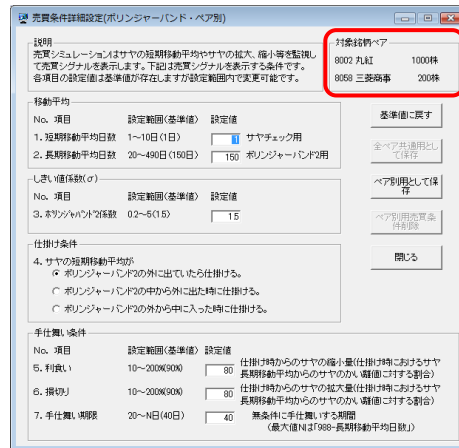 売買条件詳細設定(ボリンジャーバンド・ペア別)
説明
売買シミュレーションはサヤの短期移動平均やサヤの拡大、縮小等を監視し
て売買シグナルを表示します。下記は売買シグナルを表示する条件です。
各項目の設定値は基準値が存在しますが設定範囲内で変更可能です。
対象銘柄ペア
8002 丸紅 1000株
8058 三菱商事 200株
移動平均
No. 項目 設定範囲(基準値) 設定値
1. 短期移動平均日数 1～10日(1日) 1 サヤチェック用
2. 長期移動平均日数 20～490日(150日) 150 ボリンジャーバンド2用
しきい値係数(σ)
No. 項目 設定範囲(基準値) 設定値
3. ボリンジャーバンド2係数 0.2～5(1.5) 1.5
仕掛け条件
4. サヤの短期移動平均が
ボリンジャーバンド2の外に出ていたら仕掛ける。
ボリンジャーバンド2の中から外に出た時に仕掛ける。
ボリンジャーバンド2の外から中に入った時に仕掛ける。
手仕舞い条件
No. 項目 設定範囲(基準値) 設定値
5. 利食い 10～200%(90%) 80 仕掛け時からのサヤの縮小量(仕掛け時におけるサヤ
長期移動平均からのサヤのかい離値に対する割合)
6. 損切り 10～200%(90%) 80 仕掛け時からのサヤの拡大量(仕掛け時におけるサヤ
長期移動平均からのサヤのかい離値に対する割合)
7. 手仕舞い期限 20～N日(40日) 40 無条件に手仕舞いする期間
(最大値Nは「988-長期移動平均日数」)
基準値に戻す
全ペア共通用とし
て保存
ペア別用として保
存
ペア別用売買条
件削除
閉じる